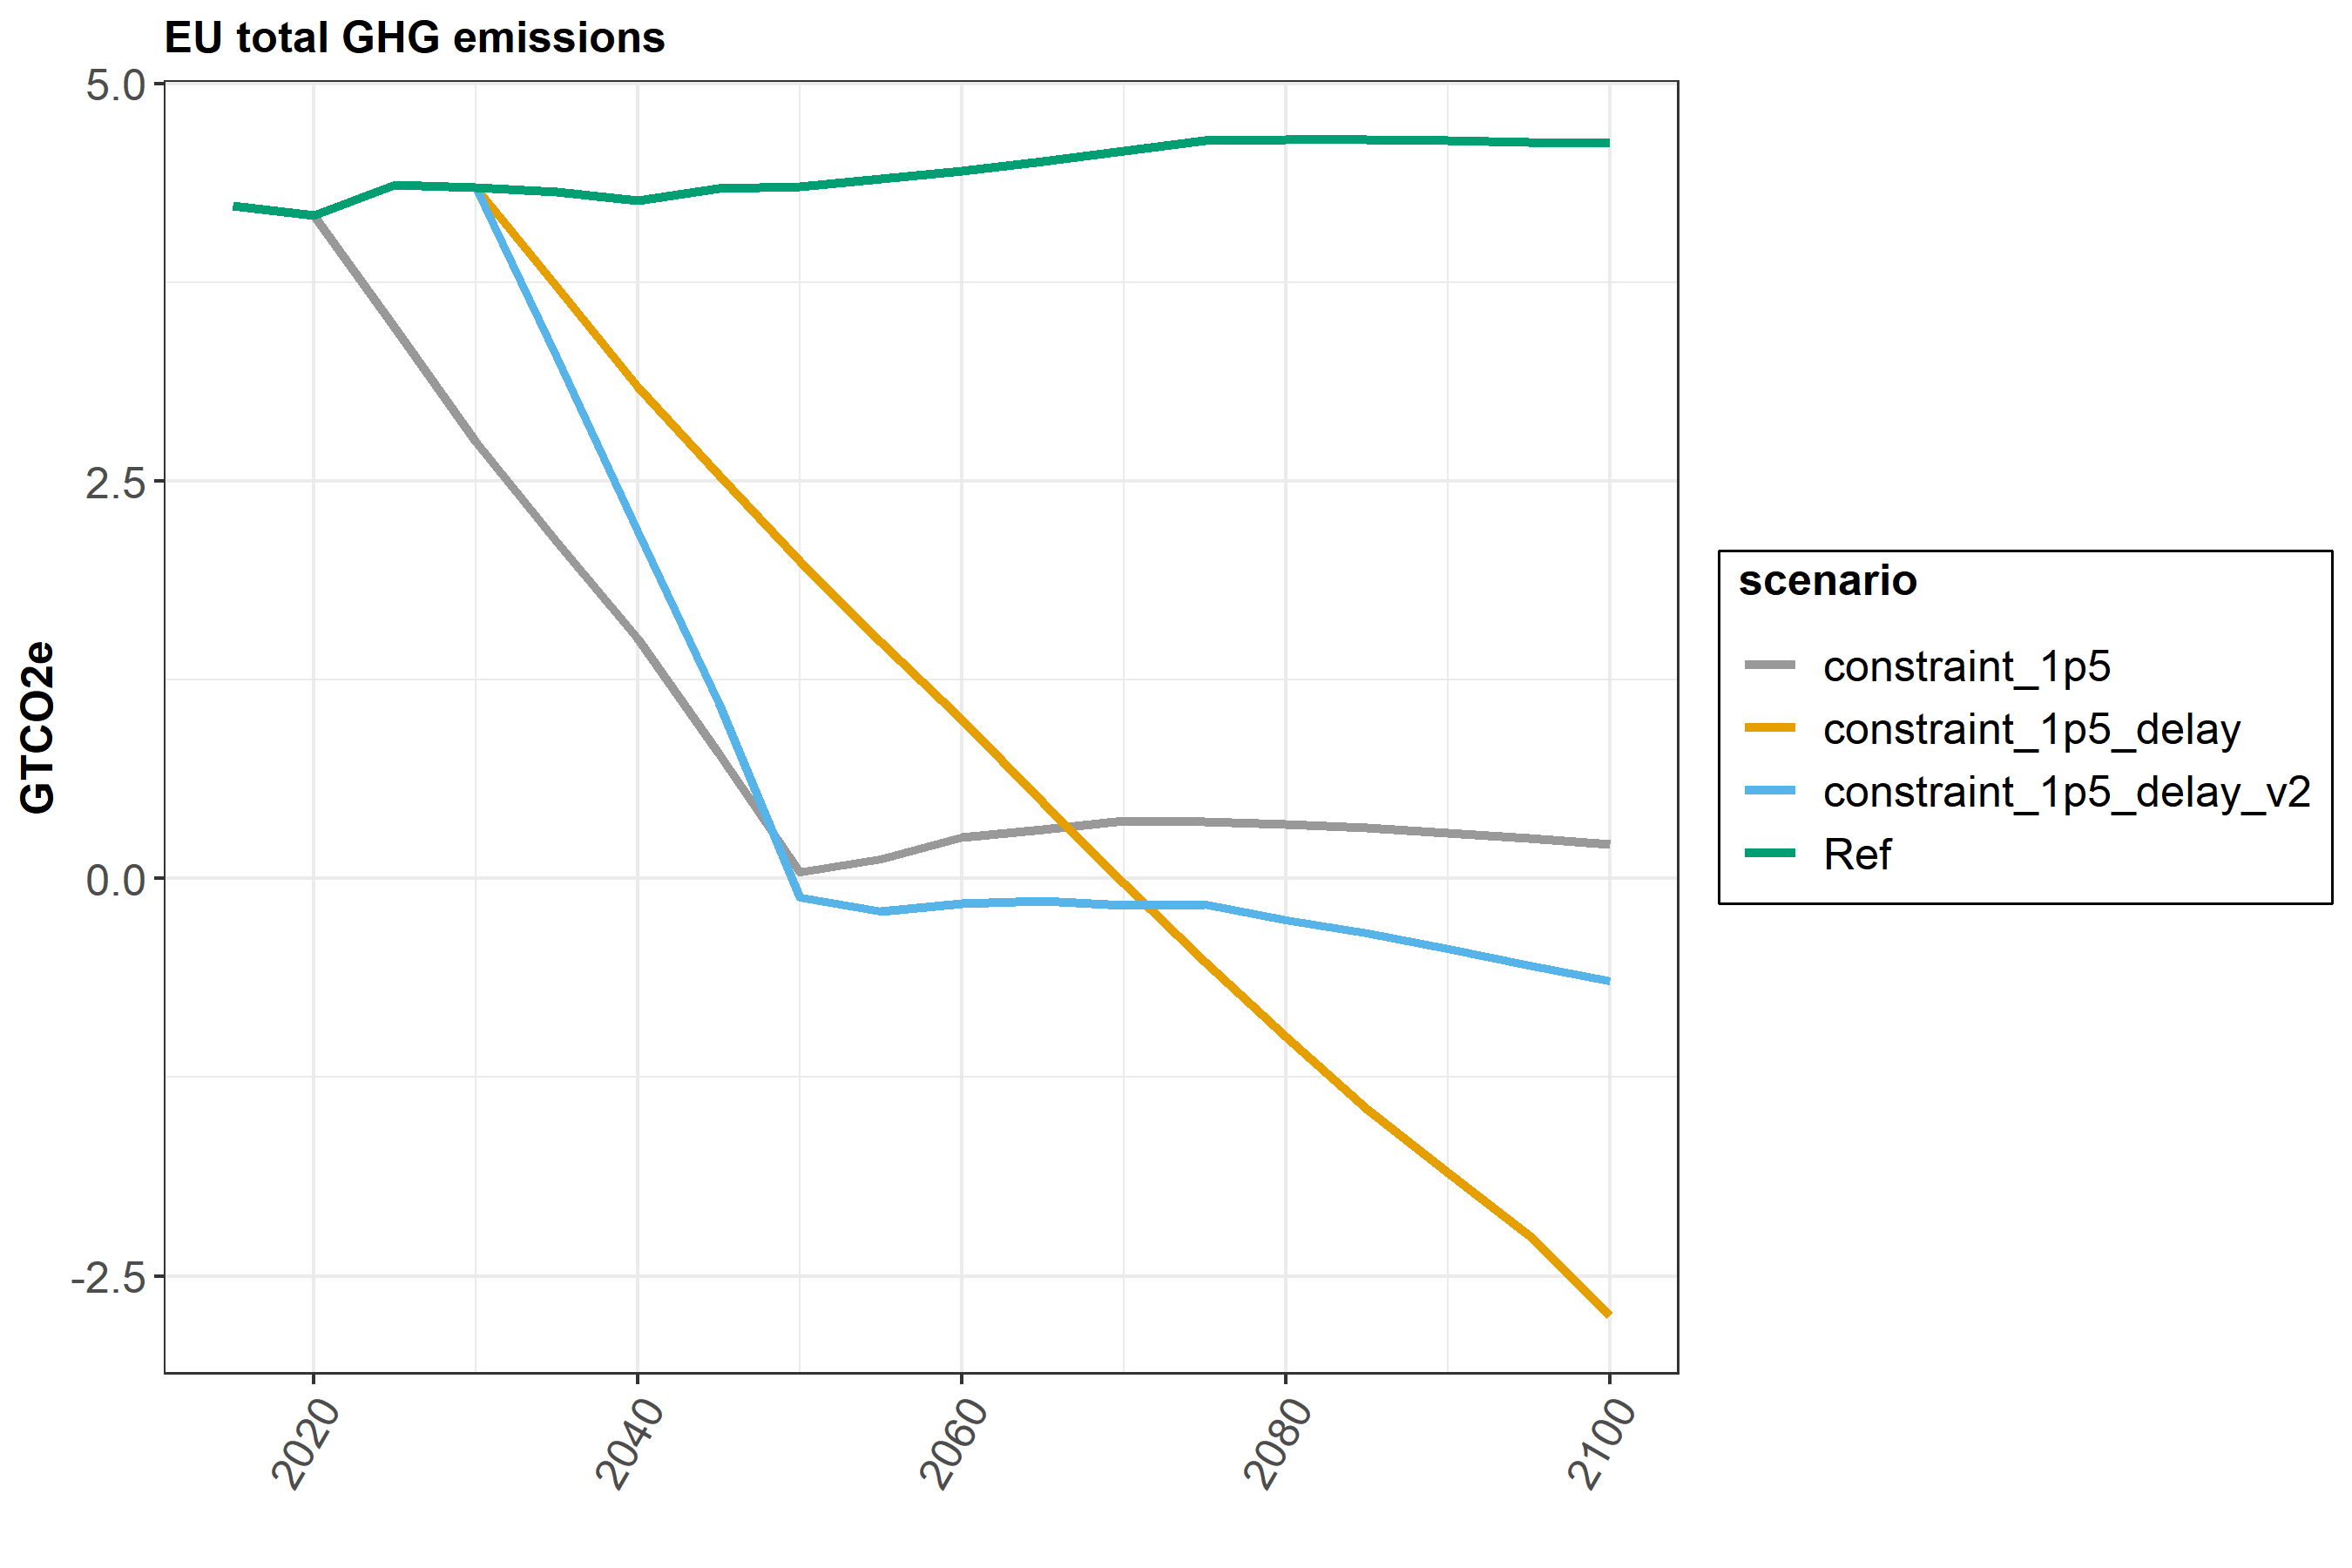 EU total GHG emissions
5.0
2.5
0.0
-2.5
GTCO2e
2020
2040
2060
2080
2100
scenario
constraint_1p5
constraint_1p5_delay
constraint_1p5_delay_v2
Ref